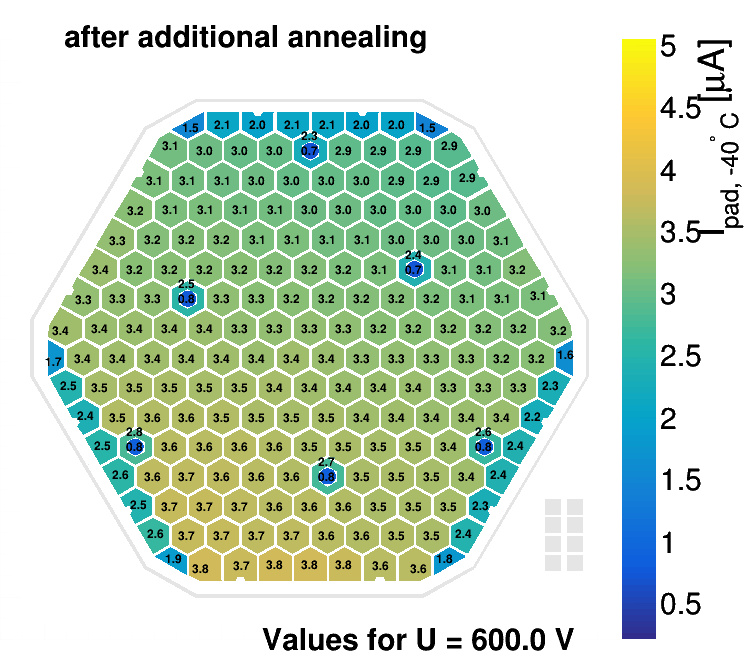 after additional annealing
1.5 2.1 2.0 2.1 2.1 2.0 2.0 1.5
2.3
3.1 3.0 3.0 3.0 0.7 2.9 2.9 2.9 2.9
3.1 3.1 3.0 3.0 3.0 3.0 2.9 2.9 2.9 2.9
3.2 3.1 3.1 3.1 3.1 3.0 3.0 3.0 3.0 3.0 3.0
3.3 3.2 3.2 3.2 3.1 3.1 3.1 3.1 3.0 3.0 3.0 3.1
2.4
3.4 3.2 3.2 3.2 3.2 3.2 3.2 3.2 3.1 0.7 3.1 3.1 3.2
2.5
3.3 3.3 3.3 0.8 3.3 3.3 3.2 3.2 3.2 3.2 3.2 3.1 3.1 3.1
3.4 3.4 3.4 3.4 3.4 3.3 3.3 3.3 3.3 3.2 3.2 3.2 3.2 3.2 3.2
1.7 3.4 3.4 3.4 3.4 3.4 3.4 3.4 3.4 3.3 3.3 3.3 3.2 3.2 1.6
2.5 3.5 3.5 3.5 3.5 3.5 3.4 3.4 3.4 3.4 3.4 3.3 3.3 3.3 2.3
2.4 3.5 3.6 3.6 3.5 3.5 3.5 3.5 3.4 3.4 3.4 3.4 3.4 2.2
2.8 2.6
2.5 0.8 3.6 3.6 3.6 3.6 3.5 3.5 3.5 3.5 3.4 0.8 2.4
2.7
2.6 3.6 3.7 3.6 3.6 3.6 0.8 3.5 3.5 3.5 3.4 2.4
2.5 3.7 3.7 3.7 3.6 3.6 3.6 3.5 3.5 3.5 2.3
2.6 3.7 3.7 3.7 3.7 3.6 3.6 3.5 3.5 2.4
1.9 3.8 3.7 3.8 3.8 3.8 3.6 3.6 1.8
Values for U = 600.0 V
5
4.5
4
3.5
3
2.5
2
1.5
1
0.5
I_pad, -40° C [μA]